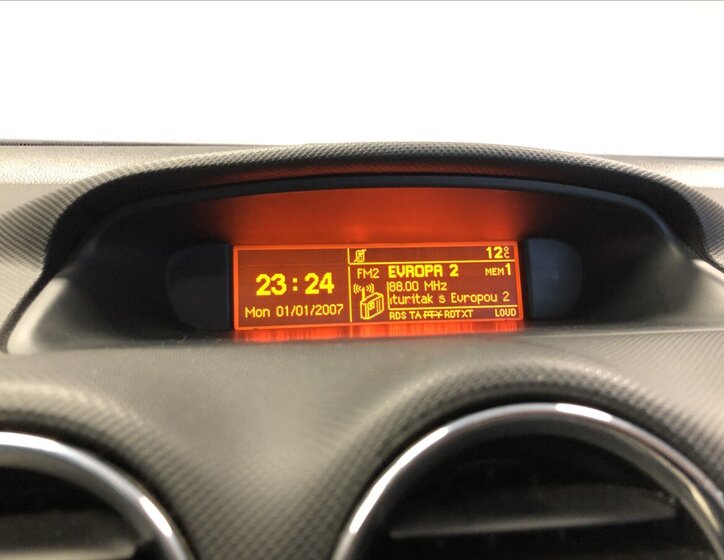 12°C
23:24
Mon 01/01/2007
FM2 EVROPA 2 MEM1
88.00 MHz
ituritak s Evropou 2
RDS TA PTY RDTXT LOUD